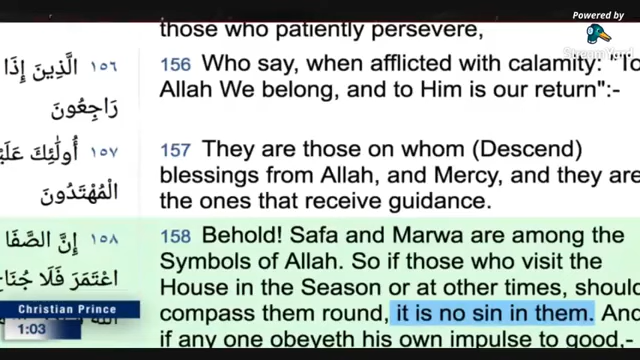 Powered by
StreamYard
those who patiently persevere,
١٥٦ الَّذِينَ إِذَا
156 Who say, when afflicted with calamity: "To
رَاجِعُونَ
Allah We belong, and to Him is our return":-
١٥٧ أُولَٰئِكَ
157 They are those on whom (Descend)
blessings from Allah, and Mercy, and they are
الْمُهْتَدُونَ
the ones that receive guidance.
١٥٨ إِنَّ الصَّفَا
158 Behold! Safa and Marwa are among the
Symbols of Allah. So if those who visit the
اعْتَمَرَ فَلَا
House in the Season or at other times, should
compass them round, it is no sin in them. And
if any one obeyeth his own impulse to good,-
Christian Prince
1:03